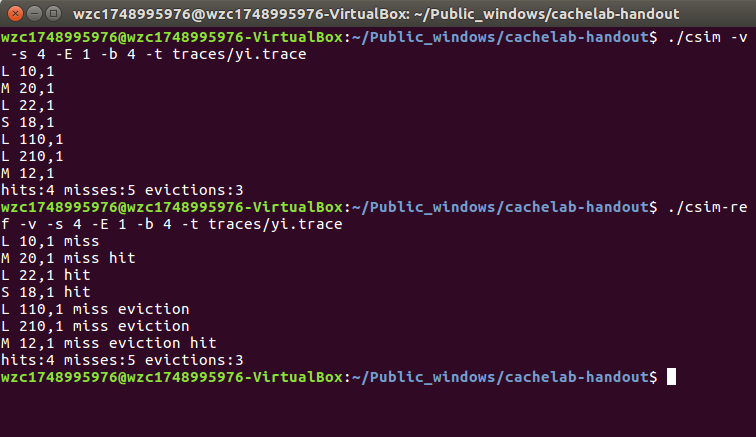 wzc1748995976@wzc1748995976-VirtualBox: ~/Public_windows/cachelab-handout
wzc1748995976@wzc1748995976-VirtualBox:~/Public_windows/cachelab-handout$ ./csim -v
 -s 4 -E 1 -b 4 -t traces/yi.trace
L 10,1
M 20,1
L 22,1
S 18,1
L 110,1
L 210,1
M 12,1
hits:4 misses:5 evictions:3
wzc1748995976@wzc1748995976-VirtualBox:~/Public_windows/cachelab-handout$ ./csim-re
f -v -s 4 -E 1 -b 4 -t traces/yi.trace
L 10,1 miss
M 20,1 miss hit
L 22,1 hit
S 18,1 hit
L 110,1 miss eviction
L 210,1 miss eviction
M 12,1 miss eviction hit
hits:4 misses:5 evictions:3
wzc1748995976@wzc1748995976-VirtualBox:~/Public_windows/cachelab-handout$